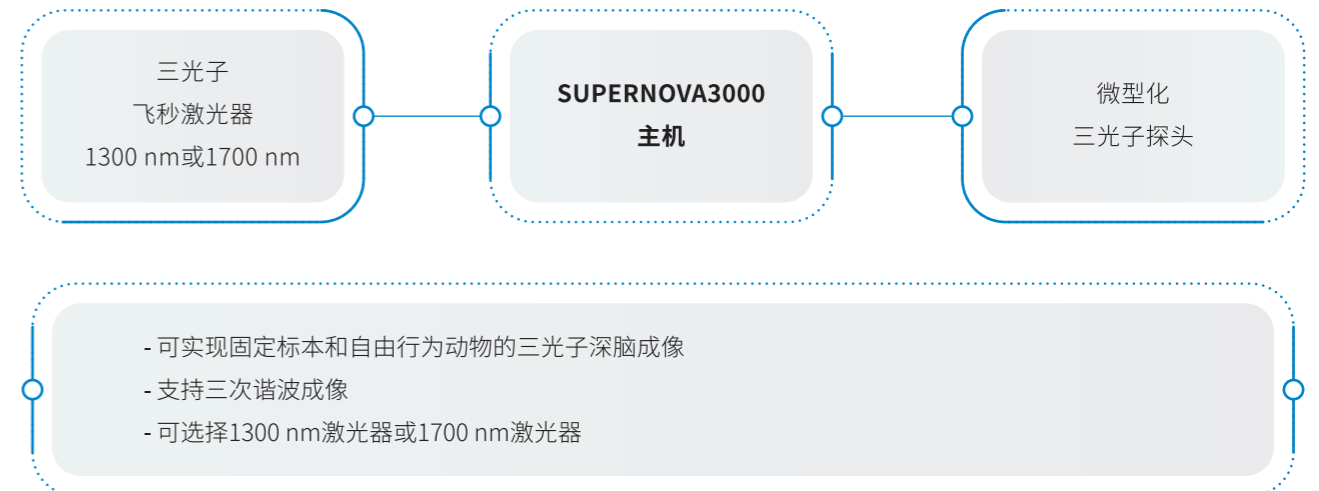 三光子
飞秒激光器
1300 nm或1700 nm
SUPERNOVA3000
主机
微型化
三光子探头
- 可实现固定标本和自由行为动物的三光子深脑成像
- 支持三次谐波成像
- 可选择1300 nm激光器或1700 nm激光器